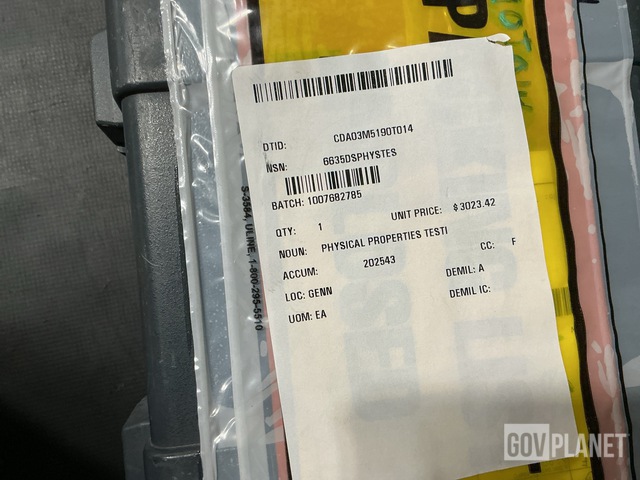 DTID: CDA03M5190T014
NSN: 6635DSPHYSTES
BATCH: 1007682785
QTY: 1 UNIT PRICE: $ 3023.42
NOUN: PHYSICAL PROPERTIES TESTI
CC: F
ACCUM: 202543
DEMIL: A
LOC: GENN
DEMIL IC:
UOM: EA
S-3584, ULINE, 1-800-295-5510
GOVPLANET